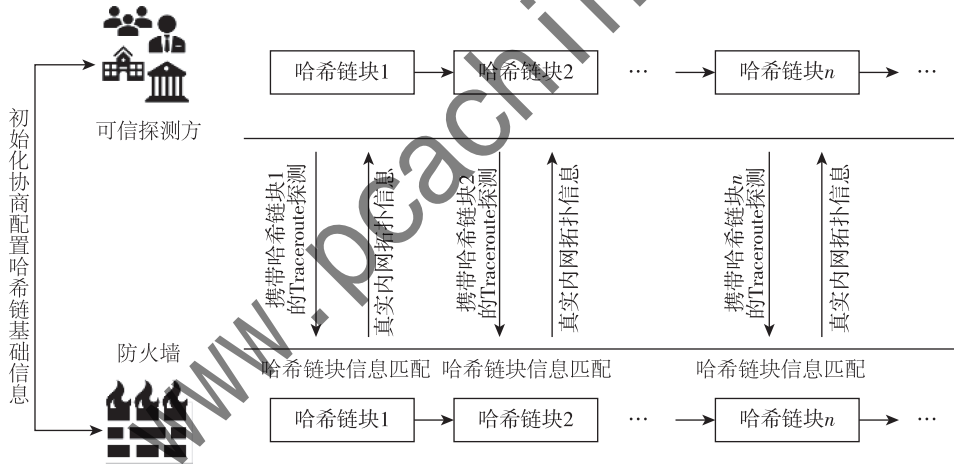 哈希链块1
哈希链块2
…
哈希链块n
…
可信探测方
初始化协商配置哈希链基础信息
携带哈希链块1
的Traceroute探测
真实内网拓扑信息
携带哈希链块2
的Traceroute探测
真实内网拓扑信息
携带哈希链块n
的Traceroute探测
真实内网拓扑信息
防火墙
哈希链块信息匹配
哈希链块信息匹配
哈希链块信息匹配
哈希链块1
哈希链块2
…
哈希链块n
…
www.pcachin